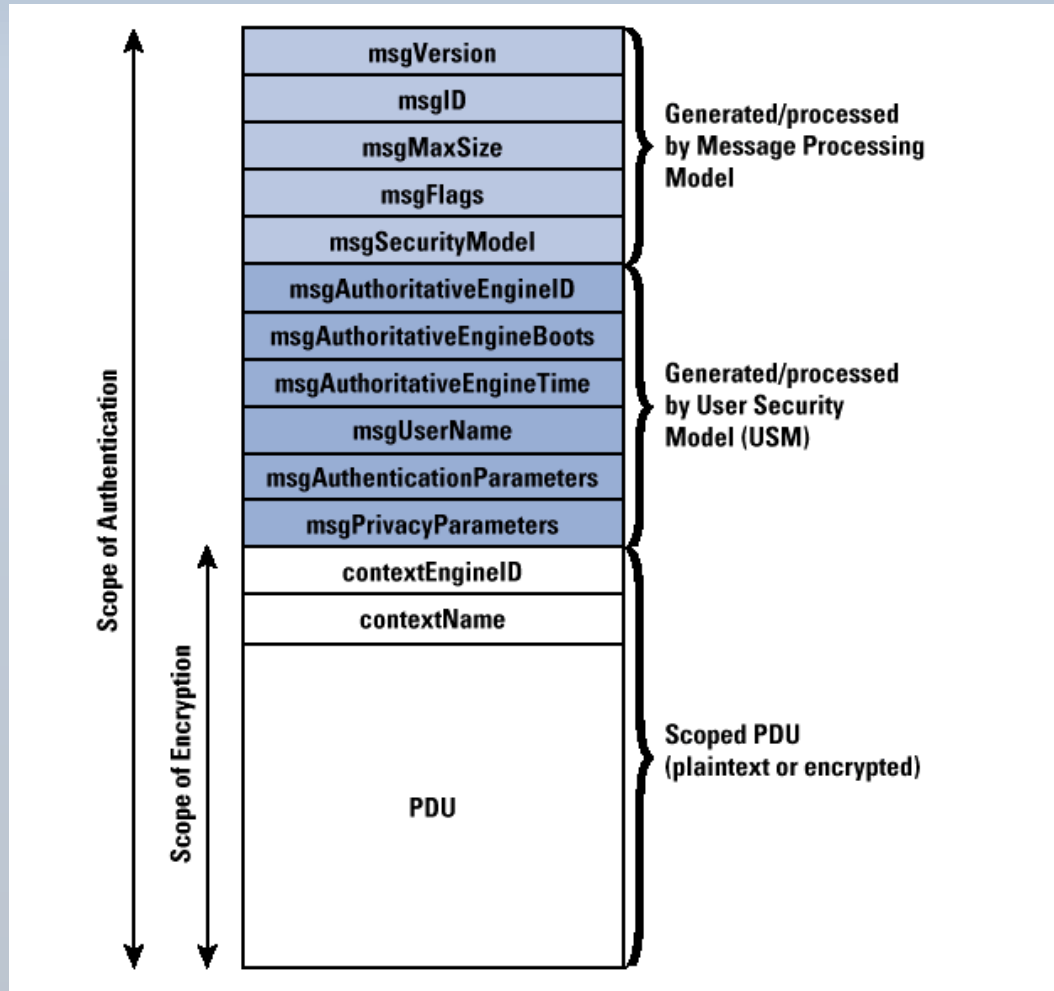 msgVersion
msgID
msgMaxSize
msgFlags
msgSecurityModel
Generated/processed
by Message Processing
Model
msgAuthoritativeEngineID
msgAuthoritativeEngineBoots
msgAuthoritativeEngineTime
msgUserName
msgAuthenticationParameters
msgPrivacyParameters
Generated/processed
by User Security
Model (USM)
contextEngineID
contextName
PDU
Scoped PDU
(plaintext or encrypted)
Scope of Authentication
Scope of Encryption